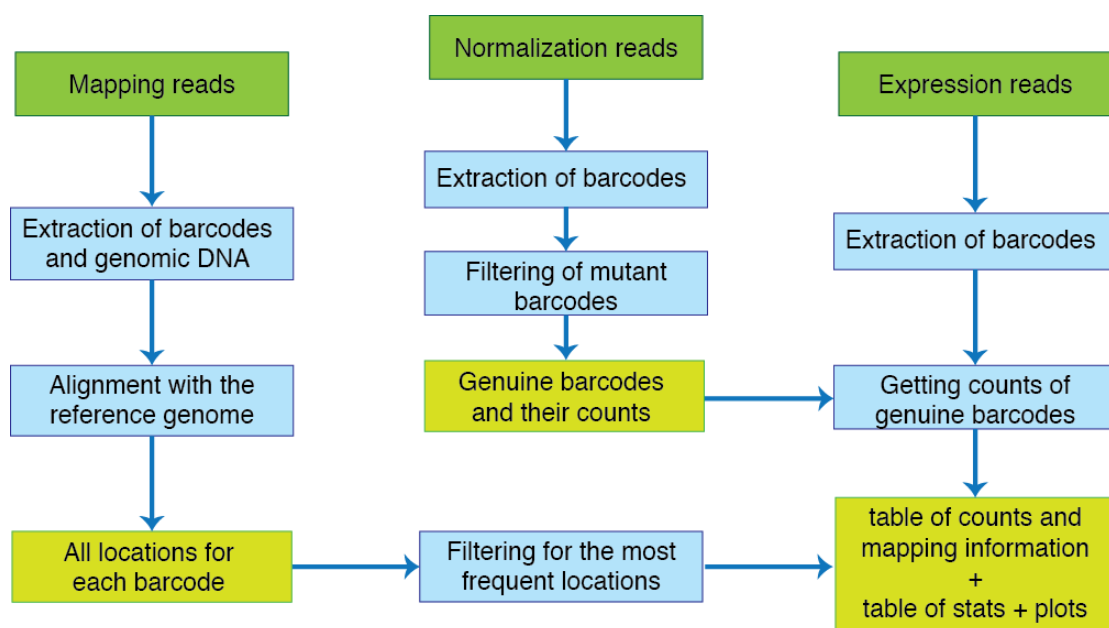 Mapping reads
Extraction of barcodes
and genomic DNA
Alignment with the
reference genome
All locations for
each barcode
Normalization reads
Extraction of barcodes
Filtering of mutant
barcodes
Genuine barcodes
and their counts
Filtering for the most
frequent locations
Expression reads
Extraction of barcodes
Getting counts of
genuine barcodes
table of counts and
mapping information
+
table of stats + plots